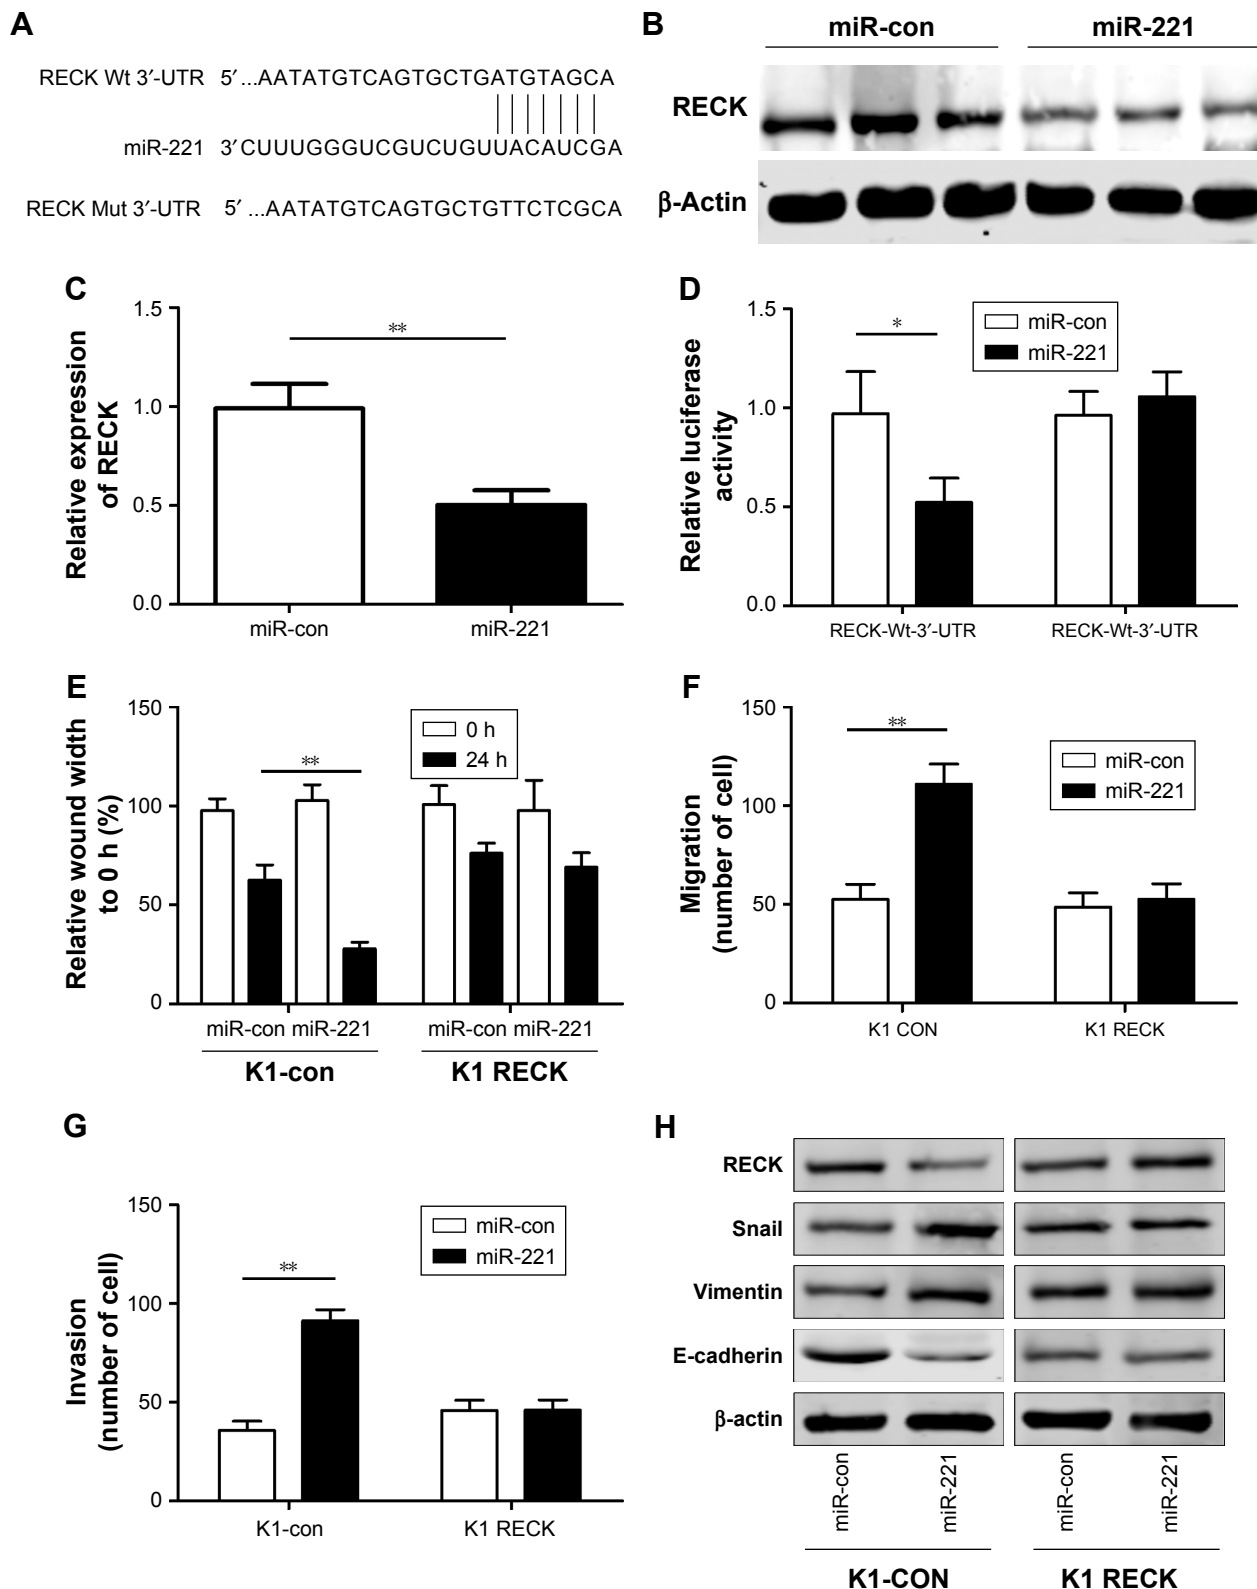 A
RECK Wt 3′-UTR 5′ ...AATATGTCAGTGCTGATGTAGCA
miR-221 3′CUUUGGGUCGUCUGUUACAUCGA
RECK Mut 3′-UTR 5′ ...AATATGTCAGTGCTGTTCTCGCA
B
miR-con miR-221
RECK
β-Actin
C
Relative expression
of RECK
1.5
1.0
0.5
0.0
**
miR-con miR-221
D
Relative luciferase
activity
1.5
1.0
0.5
0.0
*
miR-con
miR-221
RECK-Wt-3′-UTR RECK-Wt-3′-UTR
E
Relative wound width
to 0 h (%)
150
100
50
0
**
0 h
24 h
miR-con miR-221 miR-con miR-221
K1-con K1 RECK
F
Migration
(number of cell)
150
100
50
0
**
miR-con
miR-221
K1 CON K1 RECK
G
Invasion
(number of cell)
150
100
50
0
**
miR-con
miR-221
K1-con K1 RECK
H
RECK
Snail
Vimentin
E-cadherin
β-actin
miR-con miR-221 miR-con miR-221
K1-CON K1 RECK